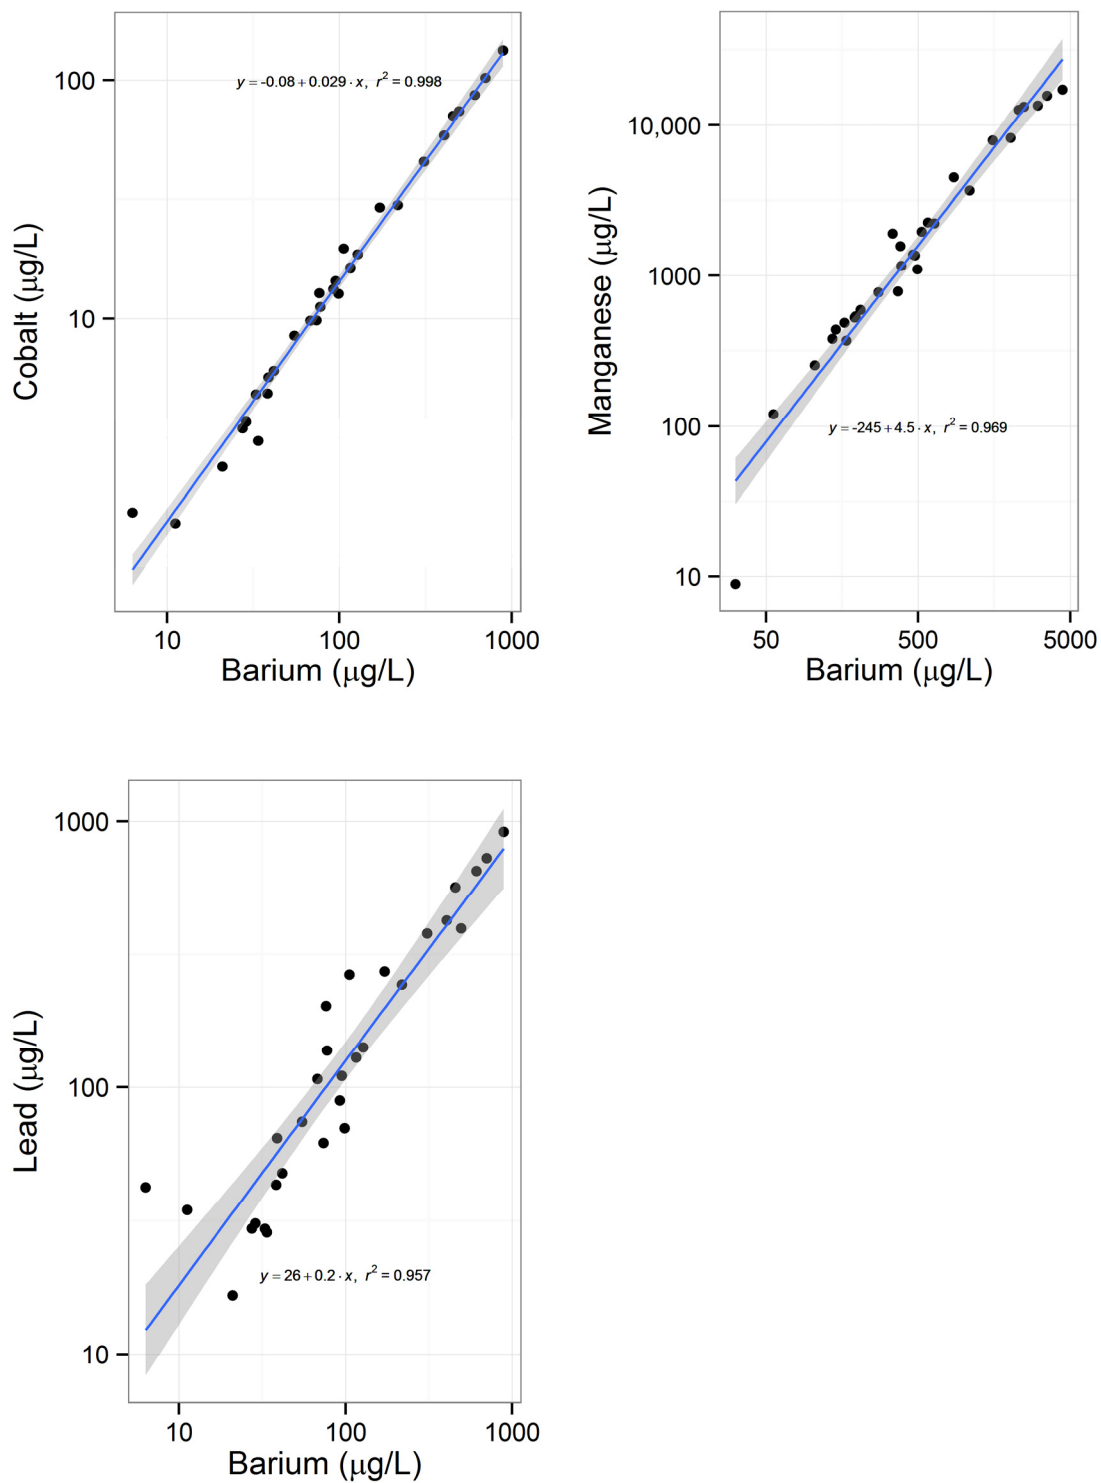 Cobalt (μg/L)
100
10
y = -0.08 + 0.029 · x, r² = 0.998
10 100 1000
Barium (μg/L)
Manganese (μg/L)
10,000
1000
100
10
y = -245 + 4.5 · x, r² = 0.969
50 500 5000
Barium (μg/L)
Lead (μg/L)
1000
100
10
y = 26 + 0.2 · x, r² = 0.957
10 100 1000
Barium (μg/L)